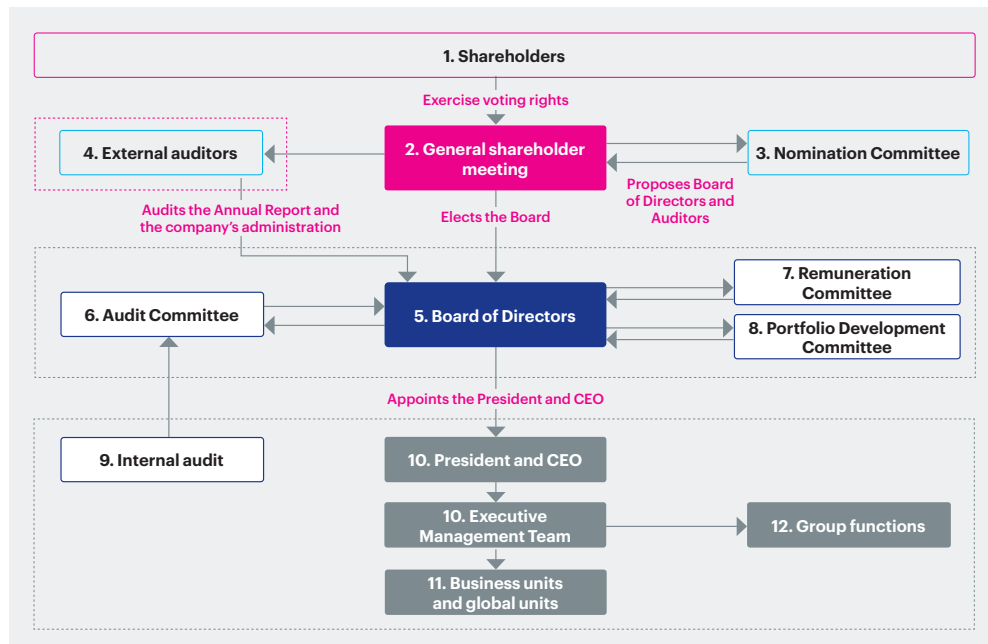 1. Shareholders
Exercise voting rights
4. External auditors
2. General shareholder
meeting
3. Nomination Committee
Proposes Board
of Directors and
Auditors
Audits the Annual Report and
the company's administration
Elects the Board
6. Audit Committee
5. Board of Directors
7. Remuneration
Committee
8. Portfolio Development
Committee
Appoints the President and CEO
9. Internal audit
10. President and CEO
10. Executive
Management Team
12. Group functions
11. Business units
and global units